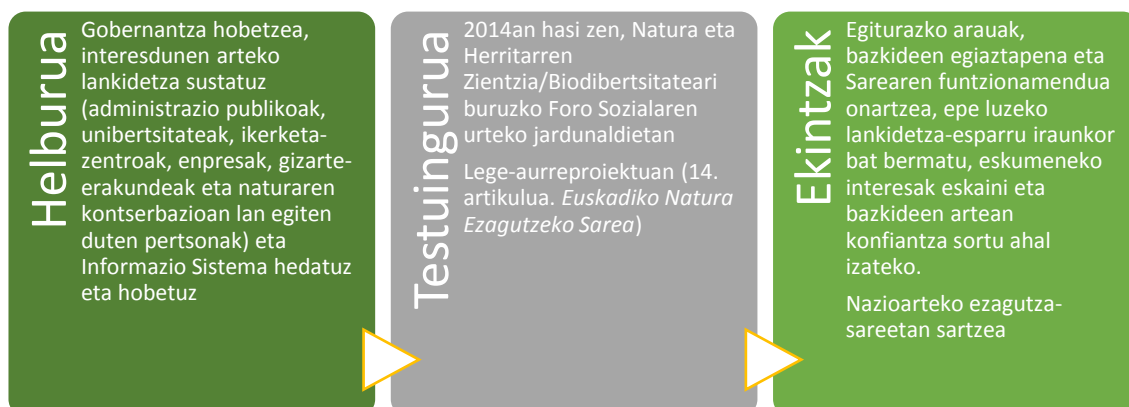 Helburua
Gobernantza hobetzea,
interesdunen arteko
lankidetza sustatuz
(administrazio publikoak,
unibertsitateak, ikerketa-
zentroak, enpresak, gizarte-
erakundeak eta naturaren
kontserbazioan lan egiten
duten pertsonak) eta
Informazio Sistema hedatuz
eta hobetuz
Testuingurua
2014an hasi zen, Natura eta
Herritarren
Zientzia/Biodibertsitateari
buruzko Foro Sozialaren
urteko jardunaldietan
Lege-aurreproiektuan (14.
artikulua. Euskadiko Natura
Ezagutzeko Sarea)
Ekintzak
Egiturazko arauak,
bazkideen egiaztapena eta
Sarearen funtzionamendua
onartzea, epe luzeko
lankidetza-esparru iraunkor
bat bermatu, eskumeneko
interesak eskaini eta
bazkideen artean
konfiantza sortu ahal
izateko.
Nazioarteko ezagutza-
sareetan sartzea